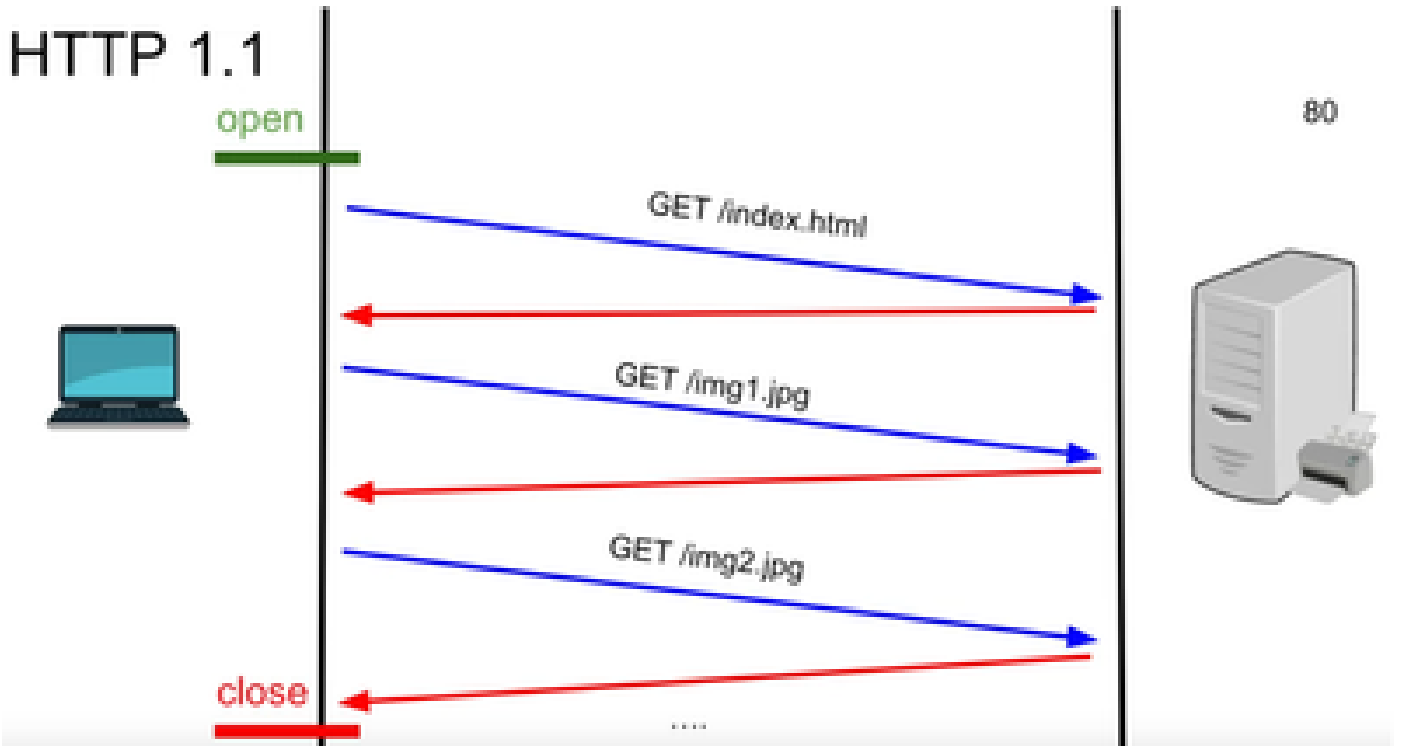 HTTP 1.1
open
80
GET /index.html
GET /img1.jpg
GET /img2.jpg
close
....